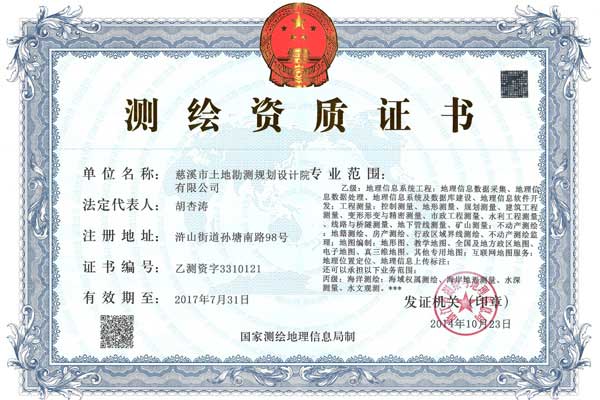 测绘资质证书
单位名称：慈溪市土地勘测规划设计院有限公司
法定代表人：胡杏涛
注册地址：浒山街道孙塘南路98号
证书编号：乙测资字3310121
有效期至：2017年7月31日
专业范围：
乙级：地理信息系统工程：地理信息数据采集、地理信
息数据处理、地理信息系统及数据库建设、地理信息软件开
发；工程测量：控制测量、地形测量、规划测量、建筑工程
测量、变形形变与精密测量、市政工程测量、水利工程测量
、线路与桥隧测量、地下管线测量、矿山测量；不动产测绘
：地籍测绘、房产测绘、行政区域界线测绘、不动产测绘监
理；地图编制：地形图、教学地图、全国及地方政区地图、
电子地图、真三维地图、其他专用地图；互联网地图服务：
地理位置定位、地理信息上传标注；
还可以承担以下业务范围：
丙级：海洋测绘：海域权属测绘、海岸地形测量、水深
测量、水文观测。***
发证机关（印章）
2014年10月23日
国家测绘地理信息局制